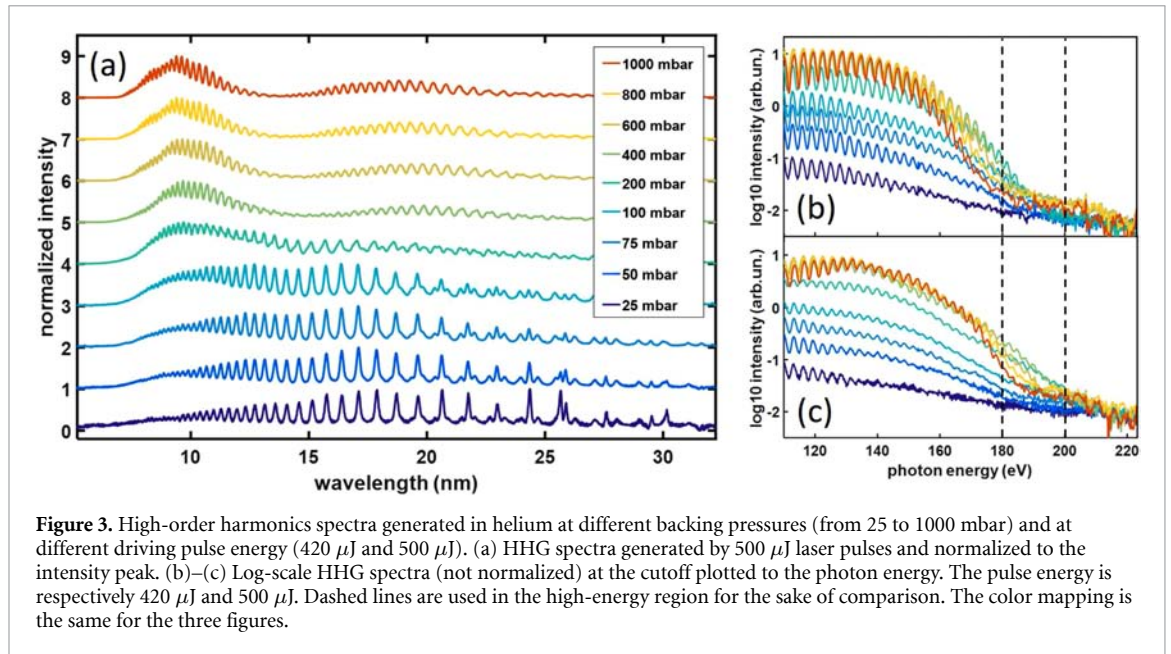 (a)
normalized intensity
9
8
7
6
5
4
3
2
1
0
10
15
20
25
30
wavelength (nm)
1000 mbar
800 mbar
600 mbar
400 mbar
200 mbar
100 mbar
75 mbar
50 mbar
25 mbar
log10 intensity (arb.un.)
1
0
-1
-2
(b)
log10 intensity (arb.un.)
1
0
-1
-2
(c)
120
140
160
180
200
220
photon energy (eV)
Figure 3. High-order harmonics spectra generated in helium at different backing pressures (from 25 to 1000 mbar) and at
different driving pulse energy (420 μJ and 500 μJ). (a) HHG spectra generated by 500 μJ laser pulses and normalized to the
intensity peak. (b)–(c) Log-scale HHG spectra (not normalized) at the cutoff plotted to the photon energy. The pulse energy is
respectively 420 μJ and 500 μJ. Dashed lines are used in the high-energy region for the sake of comparison. The color mapping is
the same for the three figures.